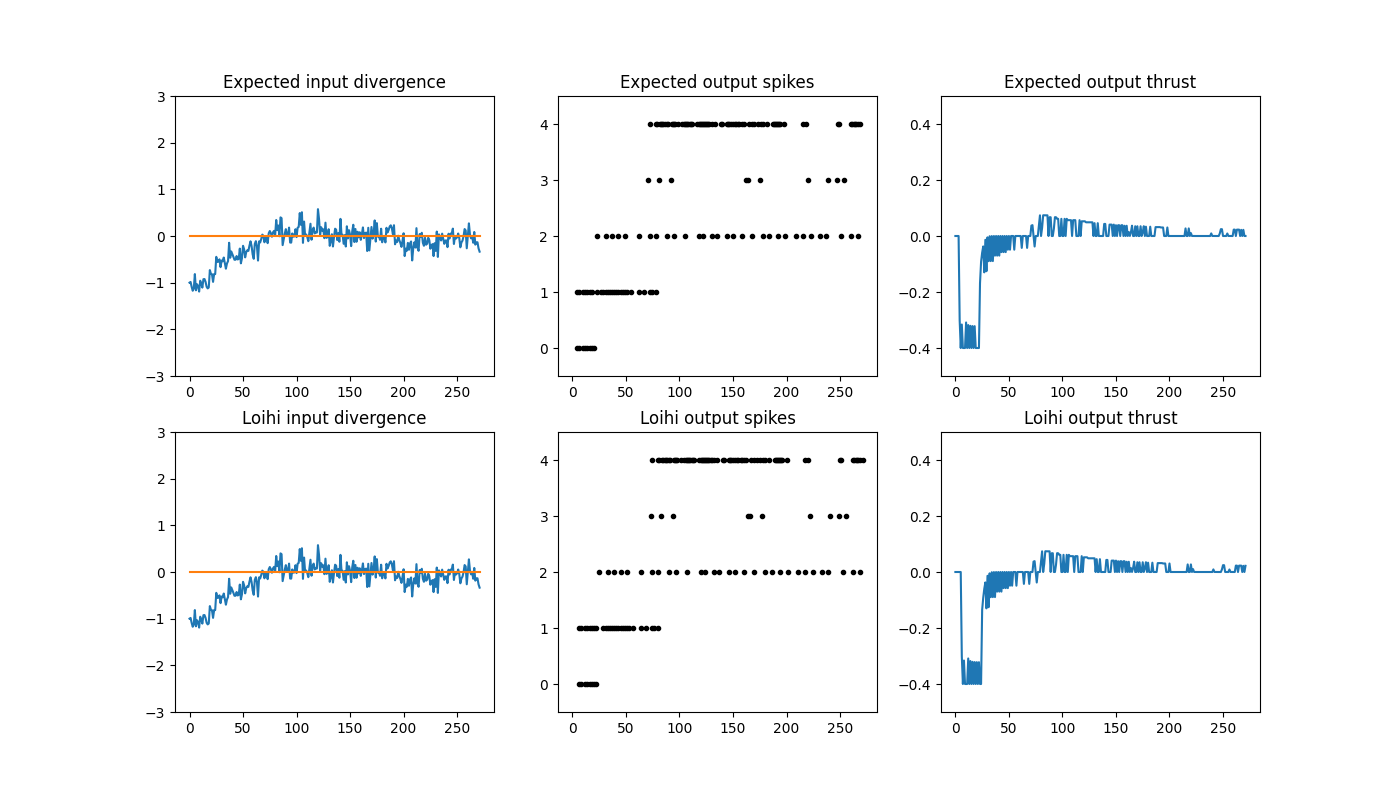 Expected input divergence
Expected output spikes
Expected output thrust
3
2
1
0
−1
−2
−3
0 50 100 150 200 250
4
3
2
1
0
0 50 100 150 200 250
0.4
0.2
0.0
−0.2
−0.4
0 50 100 150 200 250
Loihi input divergence
Loihi output spikes
Loihi output thrust
3
2
1
0
−1
−2
−3
0 50 100 150 200 250
4
3
2
1
0
0 50 100 150 200 250
0.4
0.2
0.0
−0.2
−0.4
0 50 100 150 200 250